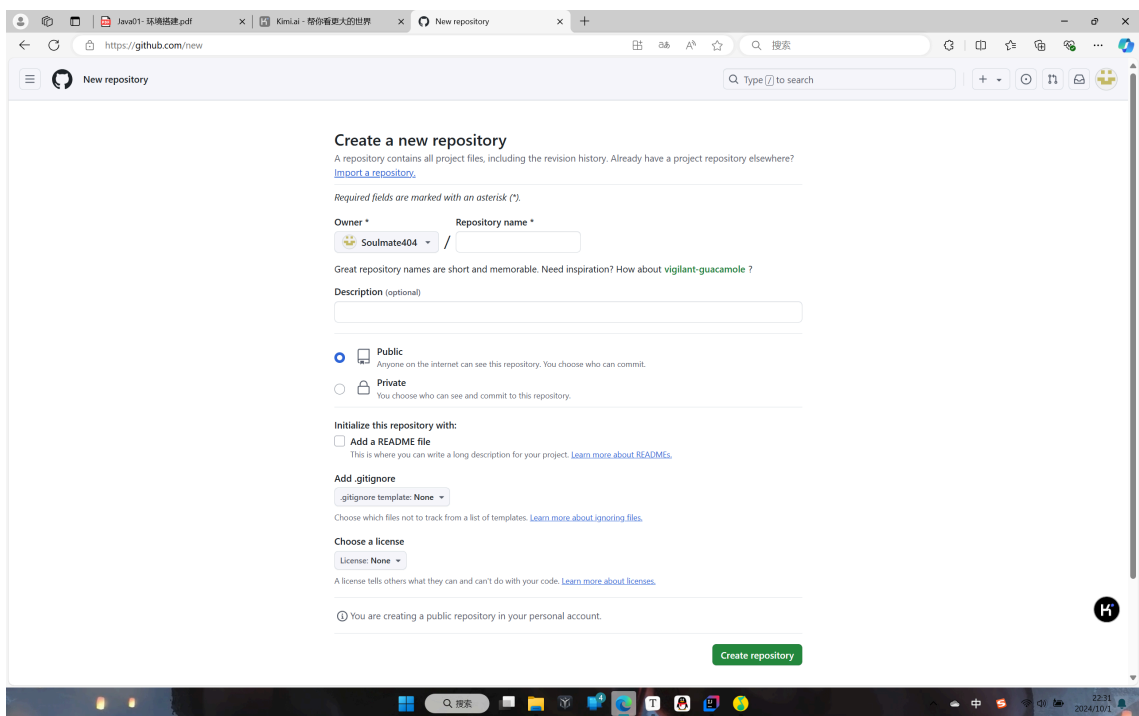 Java01- 环境搭建.pdf
Kimi.ai - 帮你看更大的世界
New repository
https://github.com/new
搜索
New repository
Type / to search
Create a new repository
A repository contains all project files, including the revision history. Already have a project repository elsewhere?
Import a repository.
Required fields are marked with an asterisk (*).
Owner *
Repository name *
Soulmate404
/
Great repository names are short and memorable. Need inspiration? How about vigilant-guacamole ?
Description (optional)
Public
Anyone on the internet can see this repository. You choose who can commit.
Private
You choose who can see and commit to this repository.
Initialize this repository with:
Add a README file
This is where you can write a long description for your project. Learn more about READMEs.
Add .gitignore
.gitignore template: None
Choose which files not to track from a list of templates. Learn more about ignoring files.
Choose a license
License: None
A license tells others what they can and can't do with your code. Learn more about licenses.
You are creating a public repository in your personal account.
Create repository
搜索
中
22:31
2024/10/1